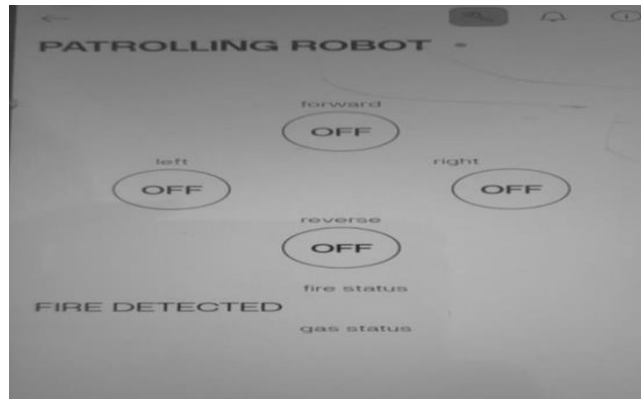 PATROLLING ROBOT
forward
OFF
left
right
OFF
OFF
reverse
OFF
fire status
FIRE DETECTED
gas status